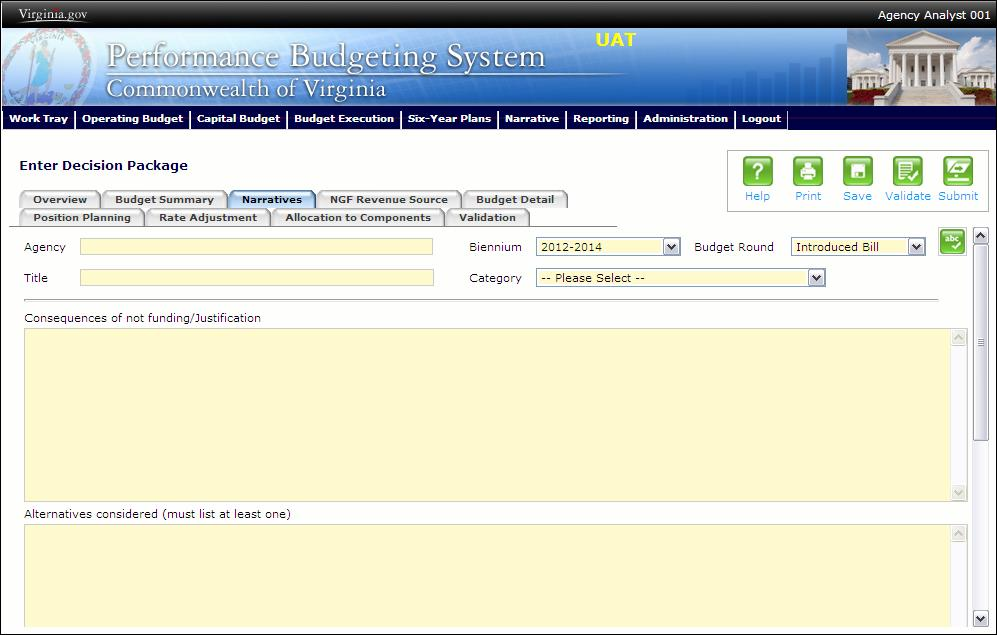 Virginia.gov
Agency Analyst 001
UAT
Performance Budgeting System
Commonwealth of Virginia
Work Tray Operating Budget Capital Budget Budget Execution Six-Year Plans Narrative Reporting Administration Logout
Enter Decision Package
? Help Print Save Validate Submit
Overview Budget Summary Narratives NGF Revenue Source Budget Detail
Position Planning Rate Adjustment Allocation to Components Validation
Agency Biennium 2012-2014 Budget Round Introduced Bill abc
Title Category -- Please Select --
Consequences of not funding/Justification
Alternatives considered (must list at least one)